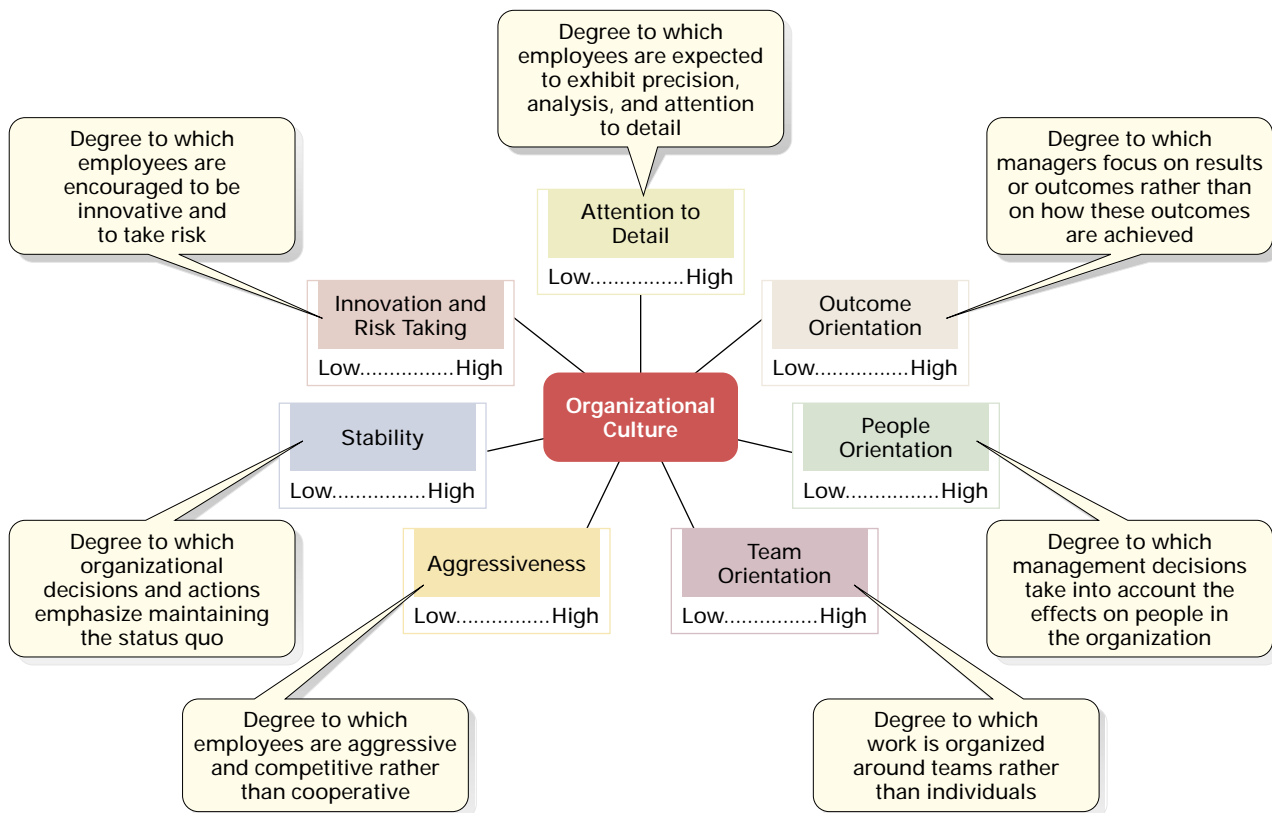 Degree to which
employees are expected
to exhibit precision,
analysis, and attention
to detail
Degree to which
employees are
encouraged to be
innovative and
to take risk
Degree to which
managers focus on results
or outcomes rather than
on how these outcomes
are achieved
Attention to
Detail
Low................High
Innovation and
Risk Taking
Low................High
Outcome
Orientation
Low................High
Organizational
Culture
Stability
Low................High
People
Orientation
Low................High
Aggressiveness
Low................High
Team
Orientation
Low................High
Degree to which
organizational
decisions and actions
emphasize maintaining
the status quo
Degree to which
management decisions
take into account the
effects on people in
the organization
Degree to which
employees are aggressive
and competitive rather
than cooperative
Degree to which
work is organized
around teams rather
than individuals